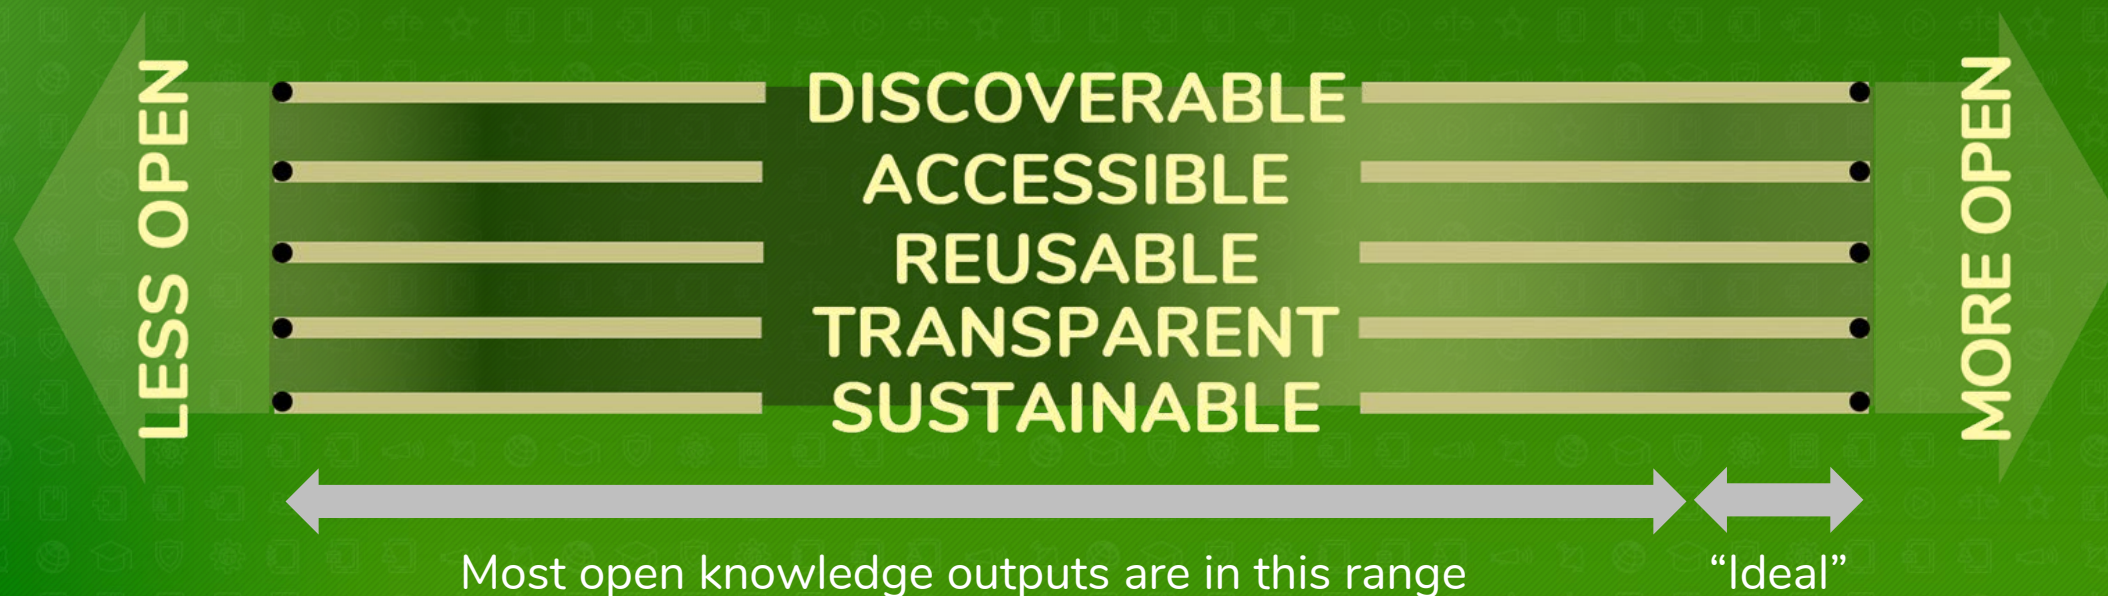 LESS OPEN
DISCOVERABLE
ACCESSIBLE
REUSABLE
TRANSPARENT
SUSTAINABLE
MORE OPEN
Most open knowledge outputs are in this range
“Ideal”